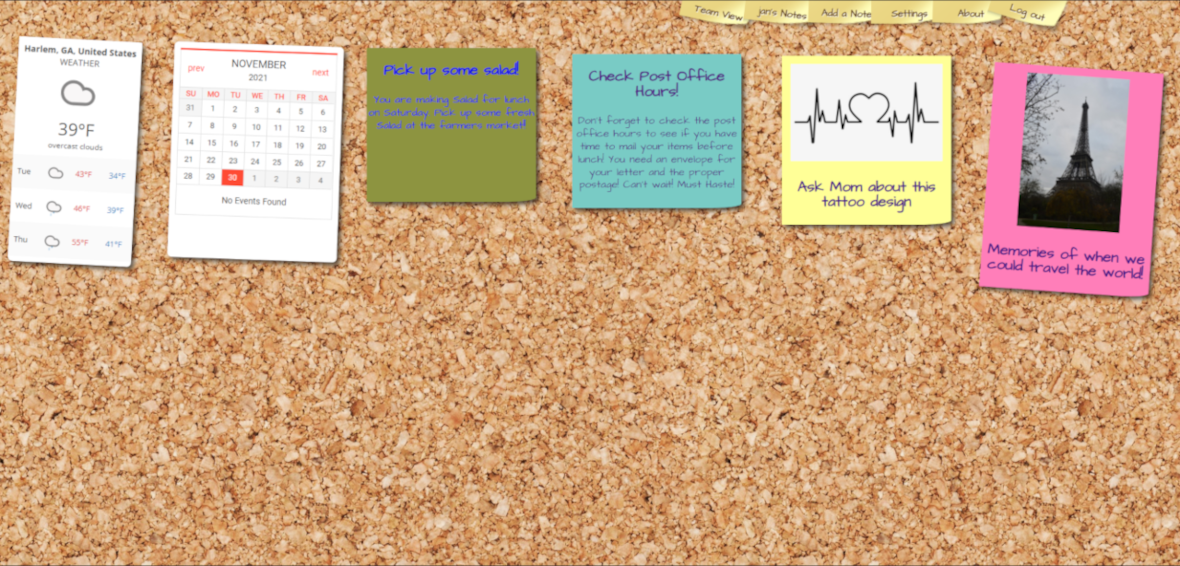 Team View
jan's Notes
Add a Note
Settings
About
Log out
Harlem, GA, United States
WEATHER
39°F
overcast clouds
Tue 43°F 34°F
Wed 46°F 39°F
Thu 55°F 41°F
prev NOVEMBER next
2021
SU MO TU WE TH FR SA
31 1 2 3 4 5 6
7 8 9 10 11 12 13
14 15 16 17 18 19 20
21 22 23 24 25 26 27
28 29 30 1 2 3 4
No Events Found
Pick up some salad!
You are making Salad for lunch
on Saturday. Pick up some fresh
Salad at the farmers market!
Check Post Office
Hours!
Don't forget to check the post
office hours to see if you have
time to mail your items before
lunch! You need an envelope for
your letter and the proper
postage! Can't wait! Must Haste!
Ask Mom about this
tattoo design
Memories of when we
could travel the world!